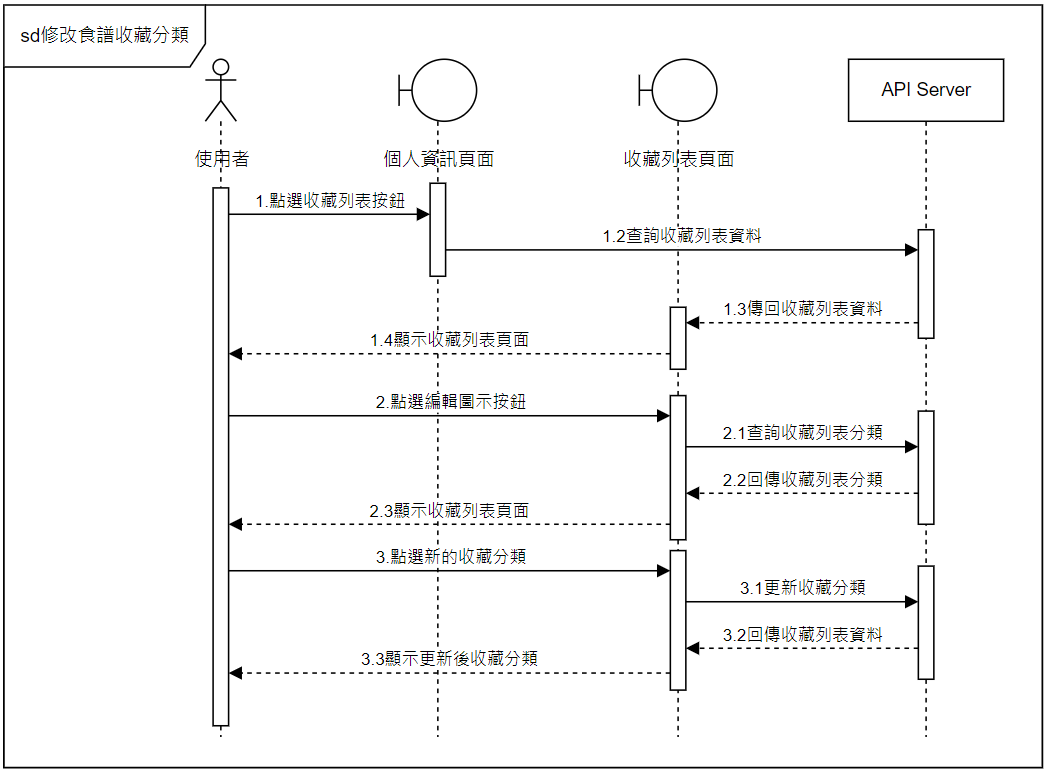 sd修改食譜收藏分類
API Server
使用者
個人資訊頁面
收藏列表頁面
1.點選收藏列表按鈕
1.2查詢收藏列表資料
1.3傳回收藏列表資料
1.4顯示收藏列表頁面
2.點選編輯圖示按鈕
2.1查詢收藏列表分類
2.2回傳收藏列表分類
2.3顯示收藏列表頁面
3.點選新的收藏分類
3.1更新收藏分類
3.2回傳收藏列表資料
3.3顯示更新後收藏分類